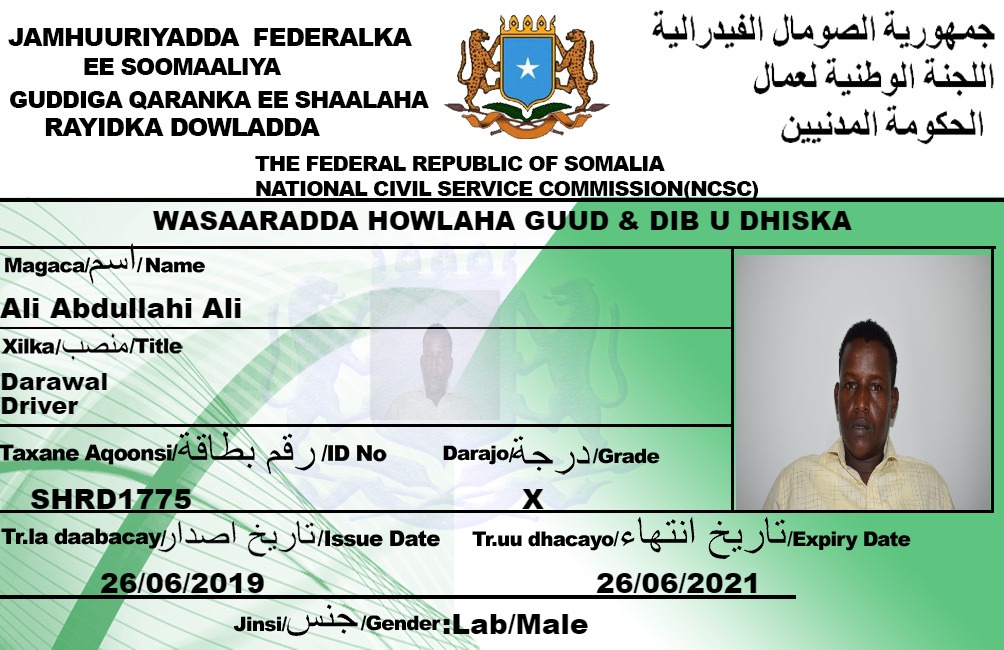 JAMHUURIYADDA FEDERALKA
EE SOOMAALIYA
GUDDIGA QARANKA EE SHAALAHA
RAYIDKA DOWLADDA
جمهورية الصومال الفيدرالية
اللجنة الوطنية لعمال
الحكومة المدنيين
THE FEDERAL REPUBLIC OF SOMALIA
NATIONAL CIVIL SERVICE COMMISSION(NCSC)
WASAARADDA HOWLAHA GUUD & DIB U DHISKA
Magaca/اسم/Name
Ali Abdullahi Ali
Xilka/منصب/Title
Darawal
Driver
Taxane Aqoonsi/رقم بطاقة/ID No Darajo/درجة/Grade
SHRD1775 X
Tr.la daabacay/تاريخ اصدار/Issue Date Tr.uu dhacayo/تاريخ انتهاء/Expiry Date
26/06/2019 26/06/2021
Jinsi/جنس/Gender:Lab/Male